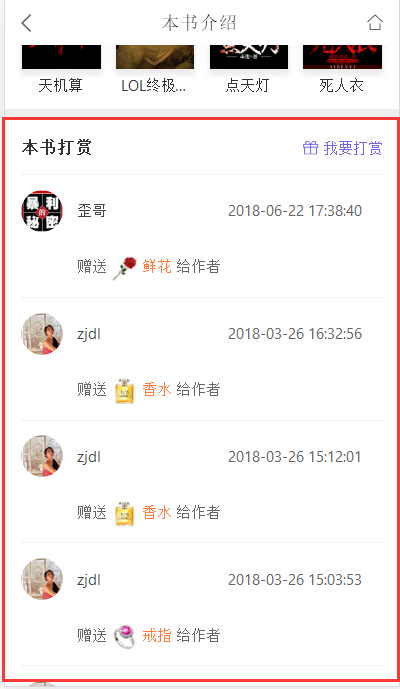 本书介绍
天机算
LOL终极...
点天灯
死人衣
本书打赏
我要打赏
歪哥
2018-06-22 17:38:40
赠送 鲜花 给作者
zjdl
2018-03-26 16:32:56
赠送 香水 给作者
zjdl
2018-03-26 15:12:01
赠送 香水 给作者
zjdl
2018-03-26 15:03:53
赠送 戒指 给作者